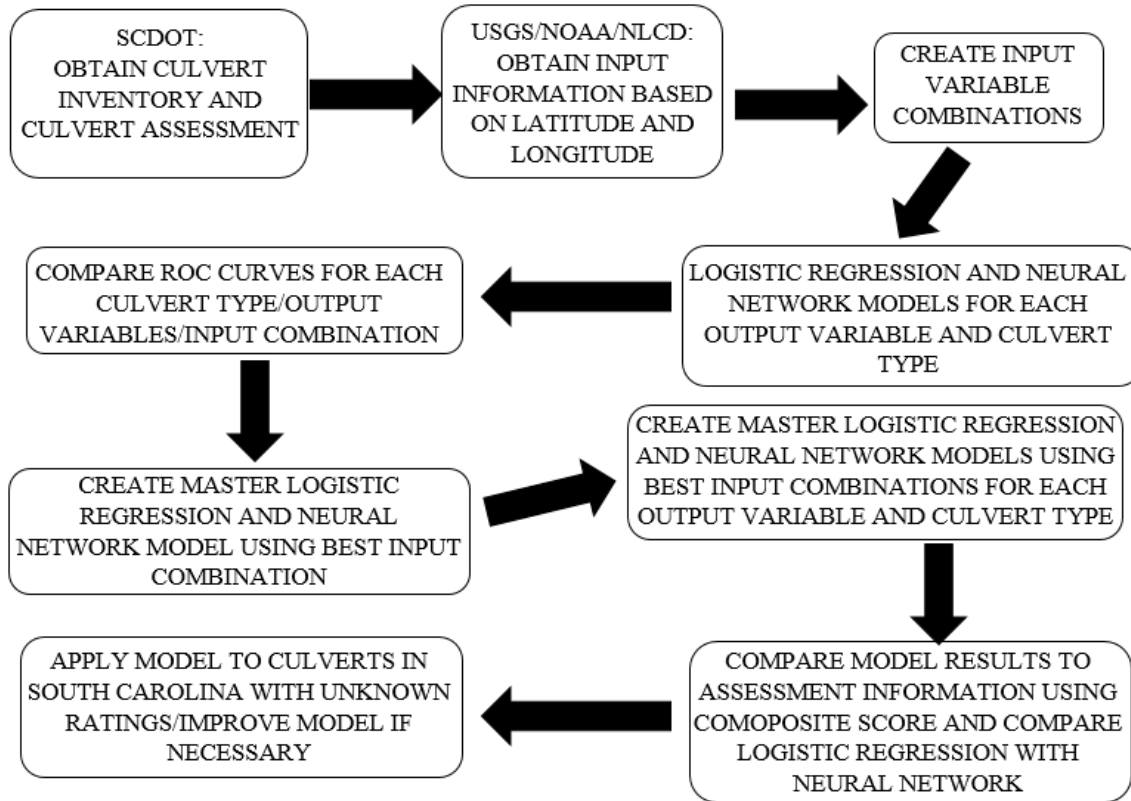 SCDOT:
OBTAIN CULVERT
INVENTORY AND
CULVERT ASSESSMENT
USGS/NOAA/NLCD:
OBTAIN INPUT
INFORMATION BASED
ON LATITUDE AND
LONGITUDE
CREATE INPUT
VARIABLE
COMBINATIONS
LOGISTIC REGRESSION AND NEURAL
NETWORK MODELS FOR EACH
OUTPUT VARIABLE AND CULVERT
TYPE
COMPARE ROC CURVES FOR EACH
CULVERT TYPE/OUTPUT
VARIABLES/INPUT COMBINATION
CREATE MASTER LOGISTIC
REGRESSION AND NEURAL
NETWORK MODEL USING BEST INPUT
COMBINATION
CREATE MASTER LOGISTIC REGRESSION
AND NEURAL NETWORK MODELS USING
BEST INPUT COMBINATIONS FOR EACH
OUTPUT VARIABLE AND CULVERT TYPE
COMPARE MODEL RESULTS TO
ASSESSMENT INFORMATION USING
COMOPOSITE SCORE AND COMPARE
LOGISTIC REGRESSION WITH
NEURAL NETWORK
APPLY MODEL TO CULVERTS IN
SOUTH CAROLINA WITH UNKNOWN
RATINGS/IMPROVE MODEL IF
NECESSARY